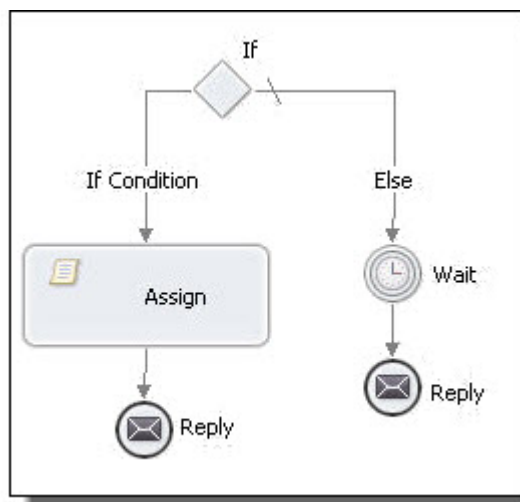 If
If Condition
Else
Assign
Wait
Reply
Reply